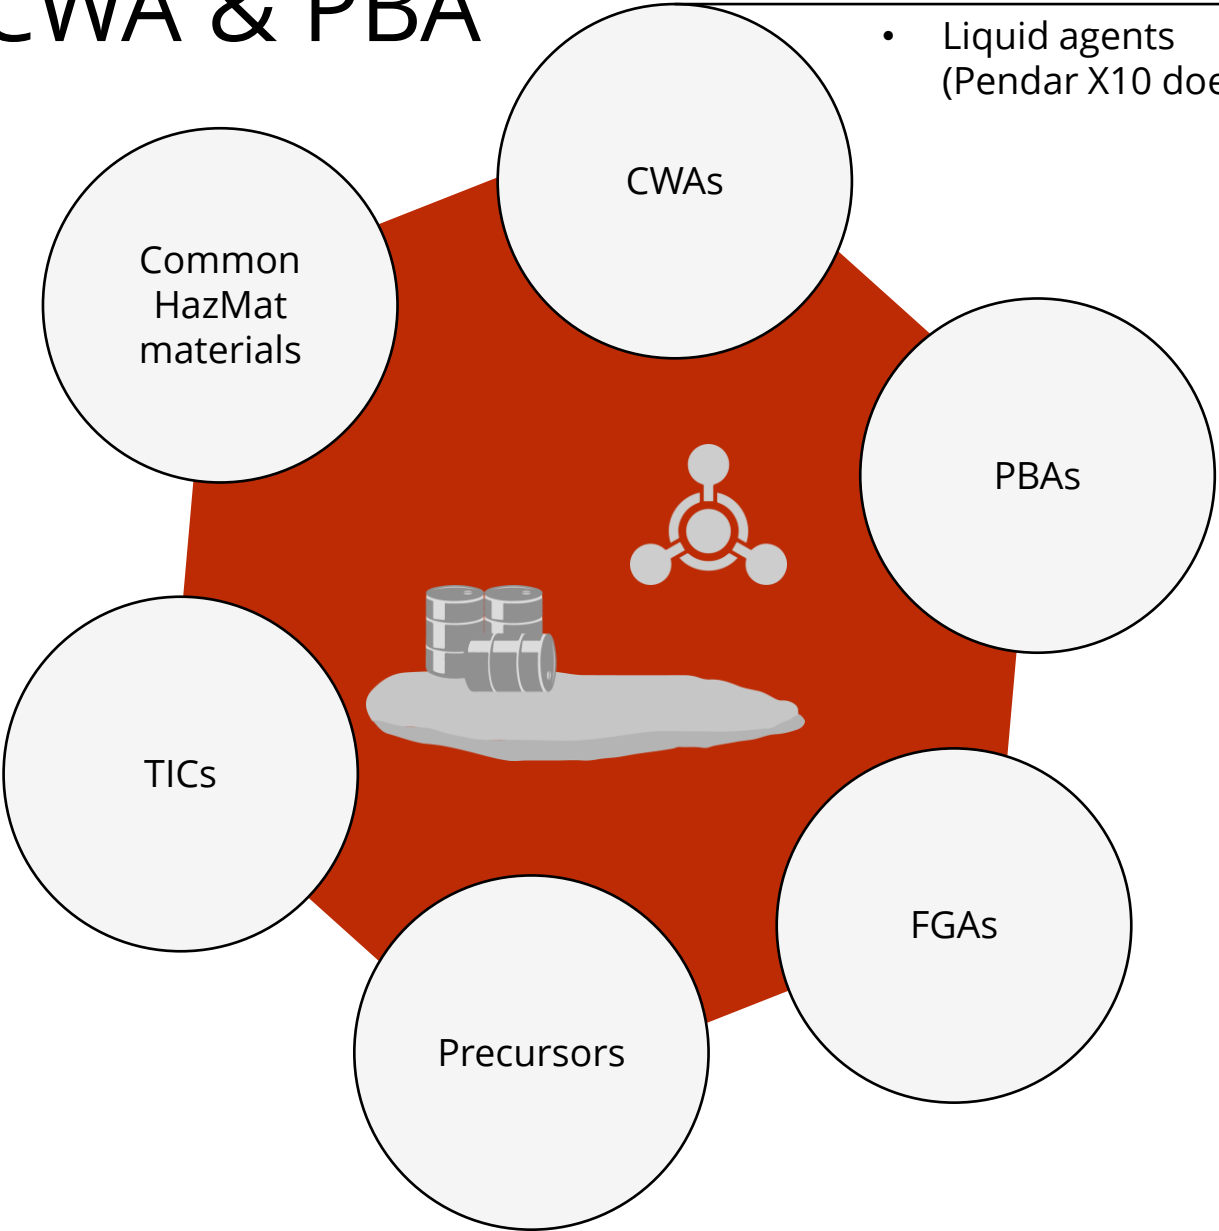 CWA & PBA
• Liquid agents
(Pendar X10
CWAs
Common
HazMat
materials
PBAs
TICs
FGAs
Precursors